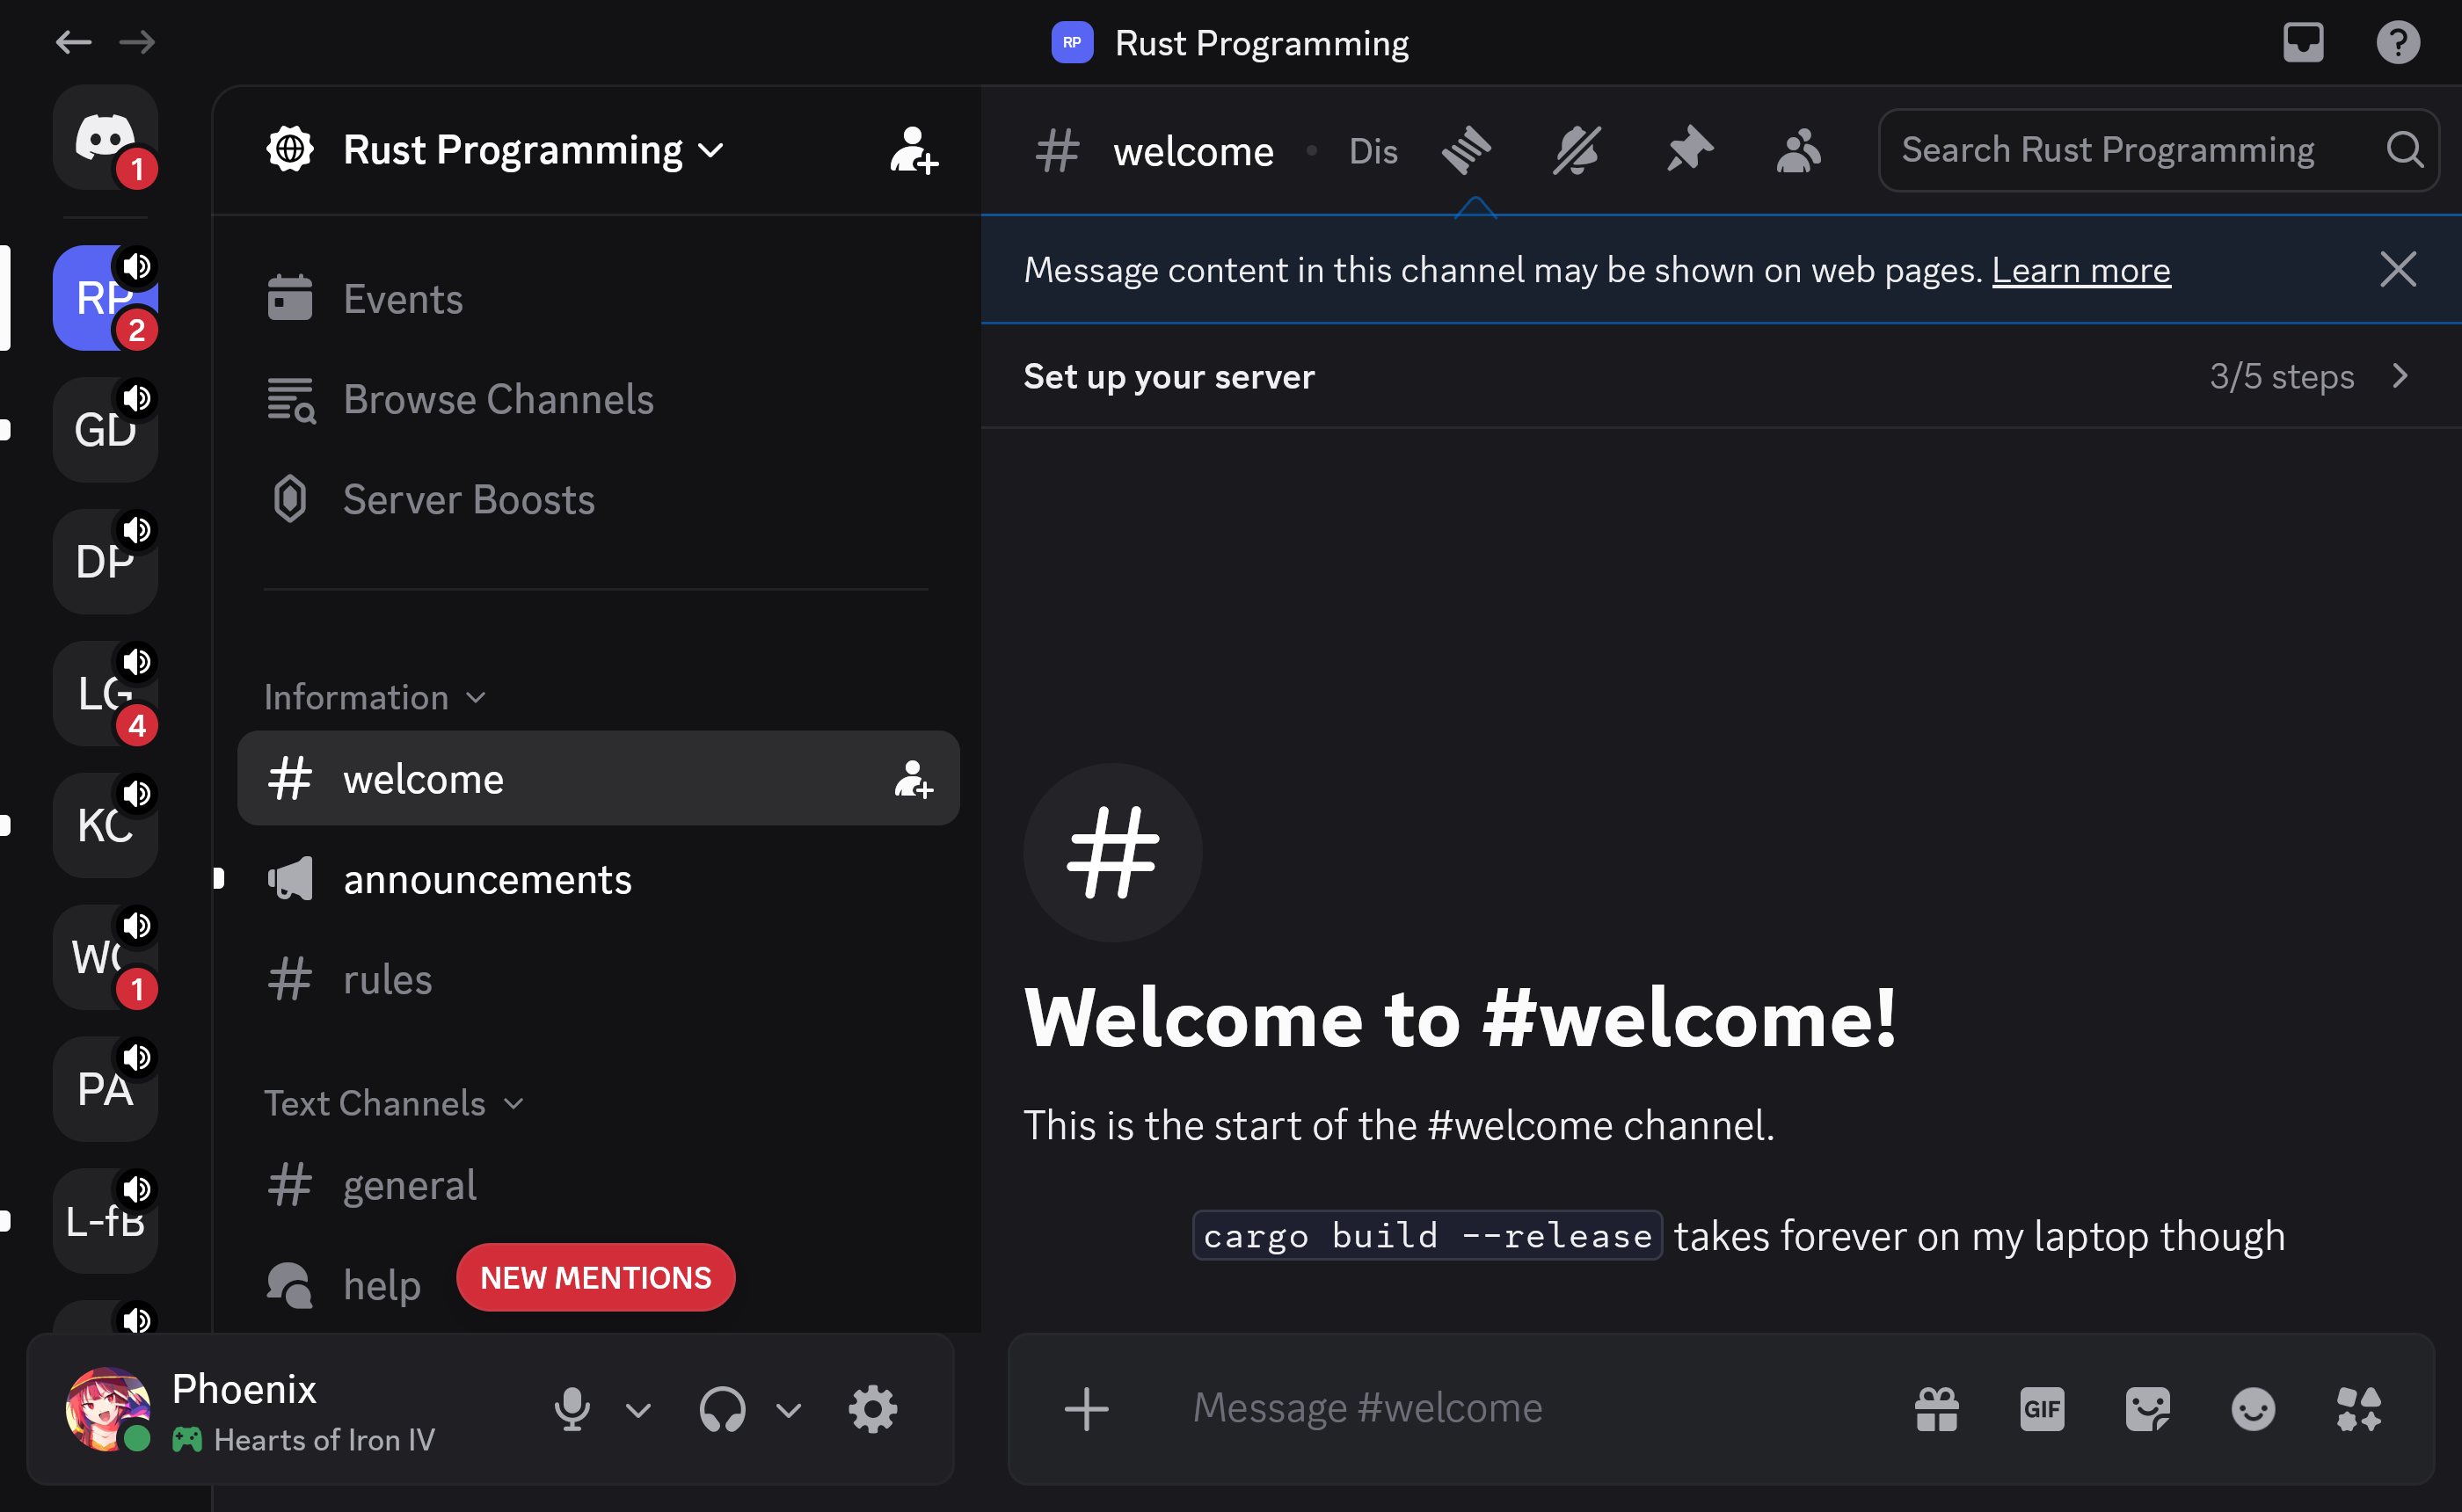 RP Rust Programming
1
RP
2
GD
DP
LG
4
KC
WC
1
PA
L-fB
Rust Programming
Events
Browse Channels
Server Boosts
Information
welcome
announcements
rules
Text Channels
general
help
NEW MENTIONS
Phoenix
Hearts of Iron IV
welcome • Dis
Search Rust Programming
Message content in this channel may be shown on web pages. Learn more
Set up your server
3/5 steps
Welcome to #welcome!
This is the start of the #welcome channel.
cargo build --release takes forever on my laptop though
Message #welcome
GIF